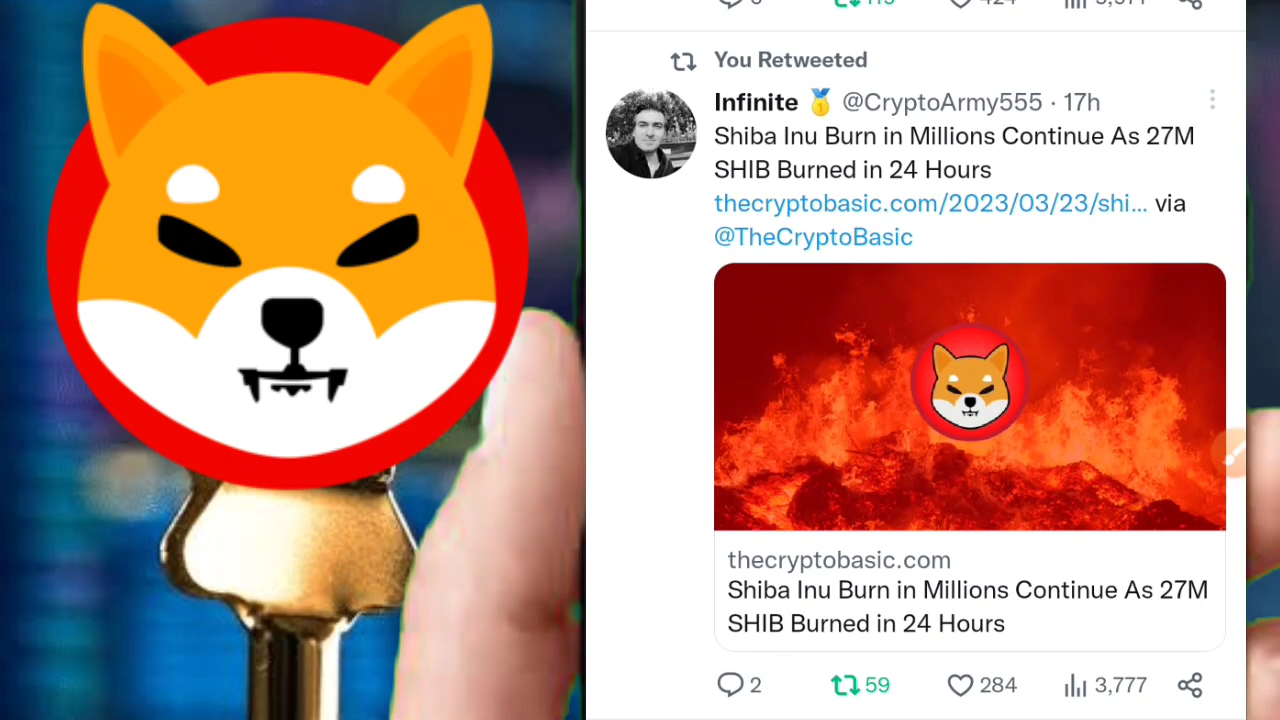 You Retweeted
Infinite 🥇 @CryptoArmy555 · 17h
Shiba Inu Burn in Millions Continue As 27M
SHIB Burned in 24 Hours
thecryptobasic.com/2023/03/23/shi... via
@TheCryptoBasic
thecryptobasic.com
Shiba Inu Burn in Millions Continue As 27M
SHIB Burned in 24 Hours
2 59 284 3,777